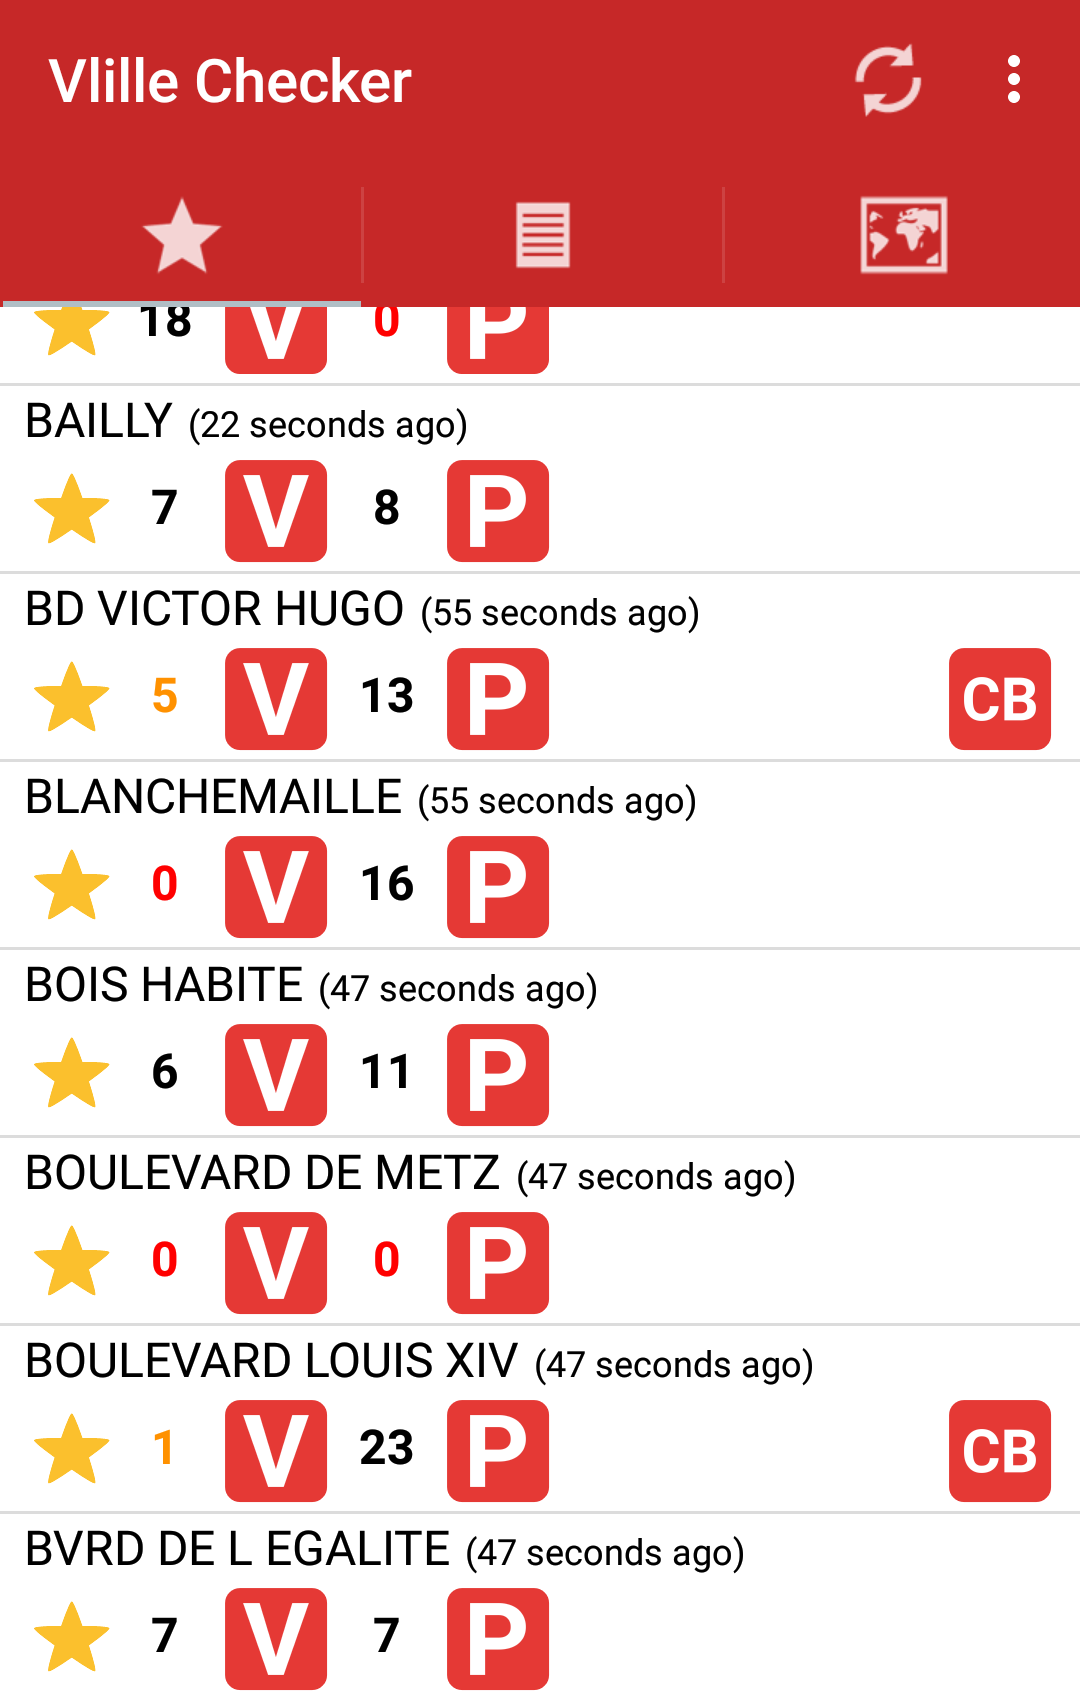 Vlille Checker
18 V 0 P
BAILLY (22 seconds ago)
7 V 8 P
BD VICTOR HUGO (55 seconds ago)
5 V 13 P CB
BLANCHEMAILLE (55 seconds ago)
0 V 16 P
BOIS HABITE (47 seconds ago)
6 V 11 P
BOULEVARD DE METZ (47 seconds ago)
0 V 0 P
BOULEVARD LOUIS XIV (47 seconds ago)
1 V 23 P CB
BVRD DE L EGALITE (47 seconds ago)
7 V 7 P